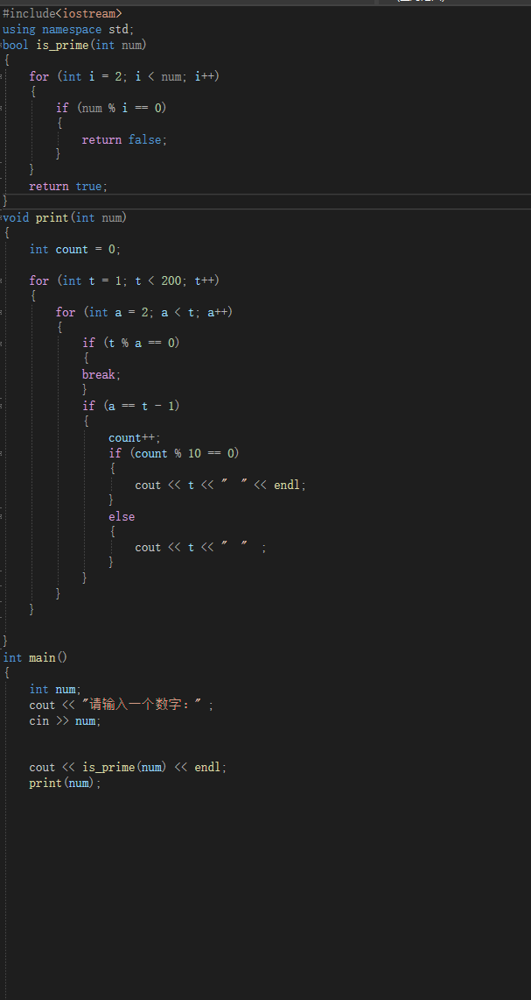 #include<iostream>
using namespace std;
bool is_prime(int num)
{
for (int i = 2; i < num; i++)
{
if (num % i == 0)
{
return false;
}
}
return true;
}
void print(int num)
{
int count = 0;
for (int t = 1; t < 200; t++)
{
for (int a = 2; a < t; a++)
{
if (t % a == 0)
{
break;
}
if (a == t - 1)
{
count++;
if (count % 10 == 0)
{
cout << t << "  " << endl;
}
else
{
cout << t << "  "  ;
}
}
}
}
}
int main()
{
int num;
cout << "请输入一个数字：" ;
cin >> num;
cout << is_prime(num) << endl;
print(num);